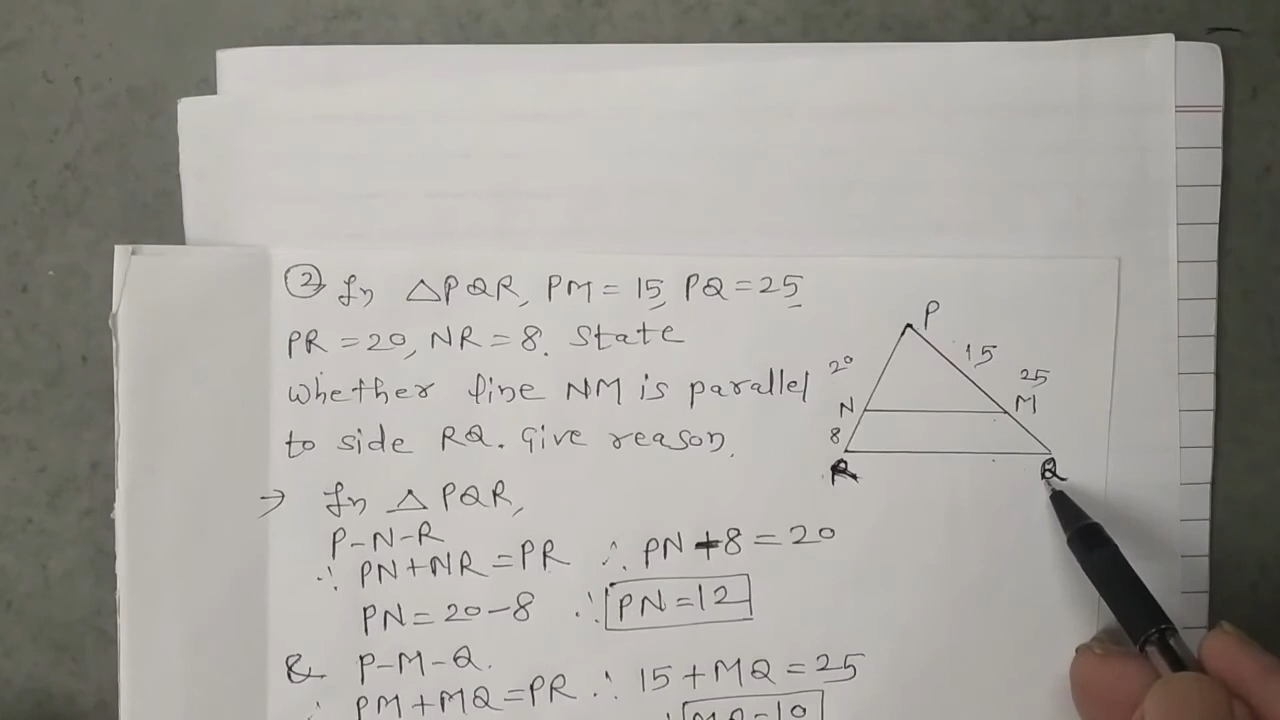 ② In △PQR, PM = 15, PQ = 25
PR = 20, NR = 8. State
whether line NM is parallel
to side RQ. Give reason.
P
15
20
25
N
M
8
R
Q
→ In △ PQR,
P-N-R
∴ PN+NR = PR ∴ PN + 8 = 20
PN = 20-8 ∴ PN = 12
& P-M-Q.
∴ PM + MQ = PR ∴ 15 + MQ = 25
MQ = 10